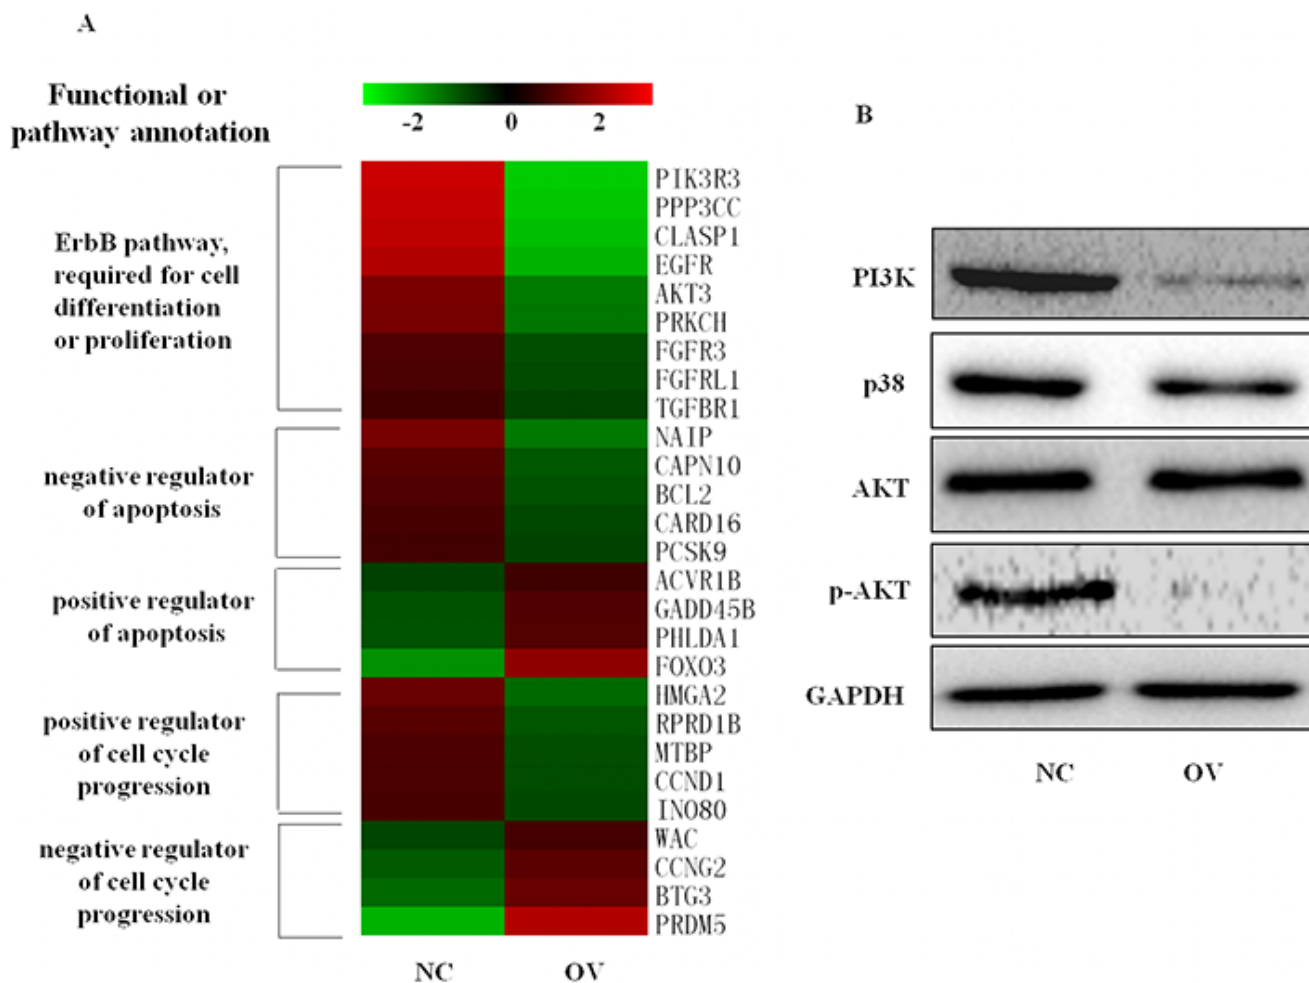 A
Functional or
pathway annotation
-2 0 2
ErbB pathway,
required for cell
differentiation
or proliferation
negative regulator
of apoptosis
positive regulator
of apoptosis
positive regulator
of cell cycle
progression
negative regulator
of cell cycle
progression
PIK3R3
PPP3CC
CLASP1
EGFR
AKT3
PRKCH
FGFR3
FGFRL1
TGFBR1
NAIP
CAPN10
BCL2
CARD16
PCSK9
ACVR1B
GADD45B
PHLDA1
FOXO3
HMGA2
RPRD1B
MTBP
CCND1
INO80
WAC
CCNG2
BTG3
PRDM5
NC OV
B
PI3K
p38
AKT
p-AKT
GAPDH
NC OV